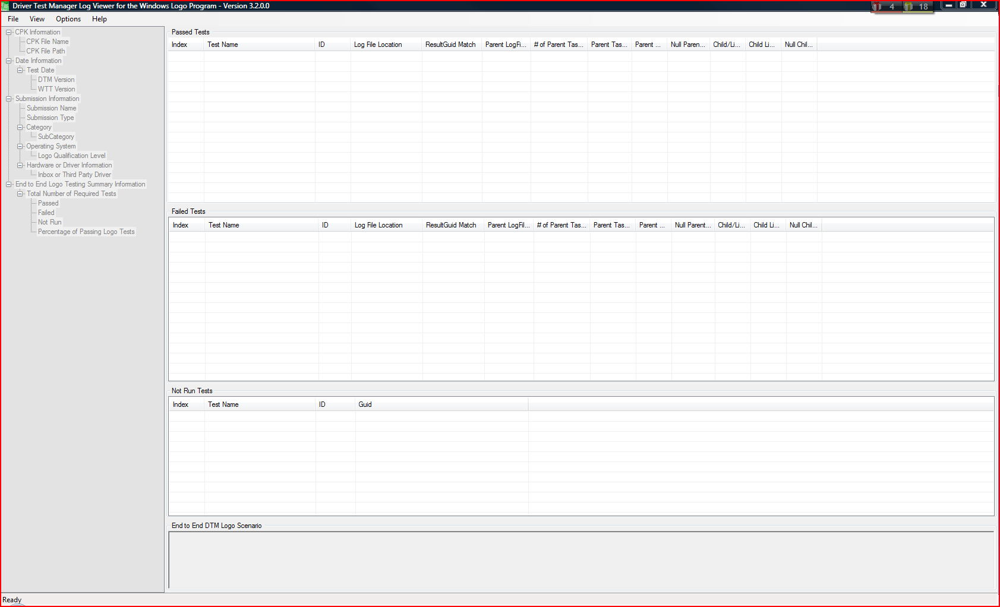 Driver Test Manager Log Viewer for the Windows Logo Program - Version 3.2.0.0
4 18
File View Options Help
CPK Information
CPK File Name
CPK File Path
Date Information
Test Date
DTM Version
WTT Version
Submission Information
Submission Name
Submission Type
Category
SubCategory
Operating System
Logo Qualification Level
Hardware or Driver Information
Inbox or Third Party Driver
End to End Logo Testing Summary Information
Total Number of Required Tests
Passed
Failed
Not Run
Percentage of Passing Logo Tests
Passed Tests
Index Test Name ID Log File Location ResultGuid Match Parent LogFi... # of Parent Tas... Parent Tas... Parent ... Null Paren... Child/Li... Child Li... Null Chil...
Failed Tests
Index Test Name ID Log File Location ResultGuid Match Parent LogFil... # of Parent Tas... Parent Tas... Parent ... Null Parent... Child/Li... Child Li... Null Chil...
Not Run Tests
Index Test Name ID Guid
End to End DTM Logo Scenario
Ready